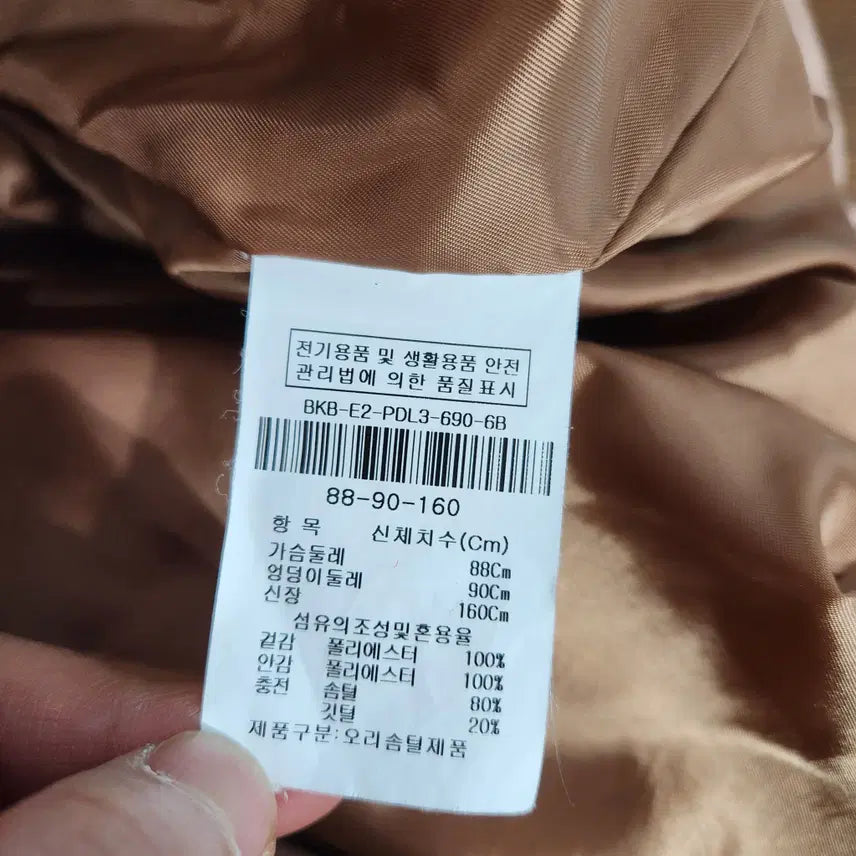 전기용품 및 생활용품 안전
관리법에 의한 품질표시
BKB-E2-PDL3-690-6B
88-90-160
항 목 신체치수(Cm)
가슴둘레 88Cm
엉덩이둘레 90Cm
신장 160Cm
섬유의조성및혼용율
겉감 폴리에스터 100%
안감 폴리에스터 100%
충전 솜털 80%
깃털 20%
제품구분:오리솜털제품